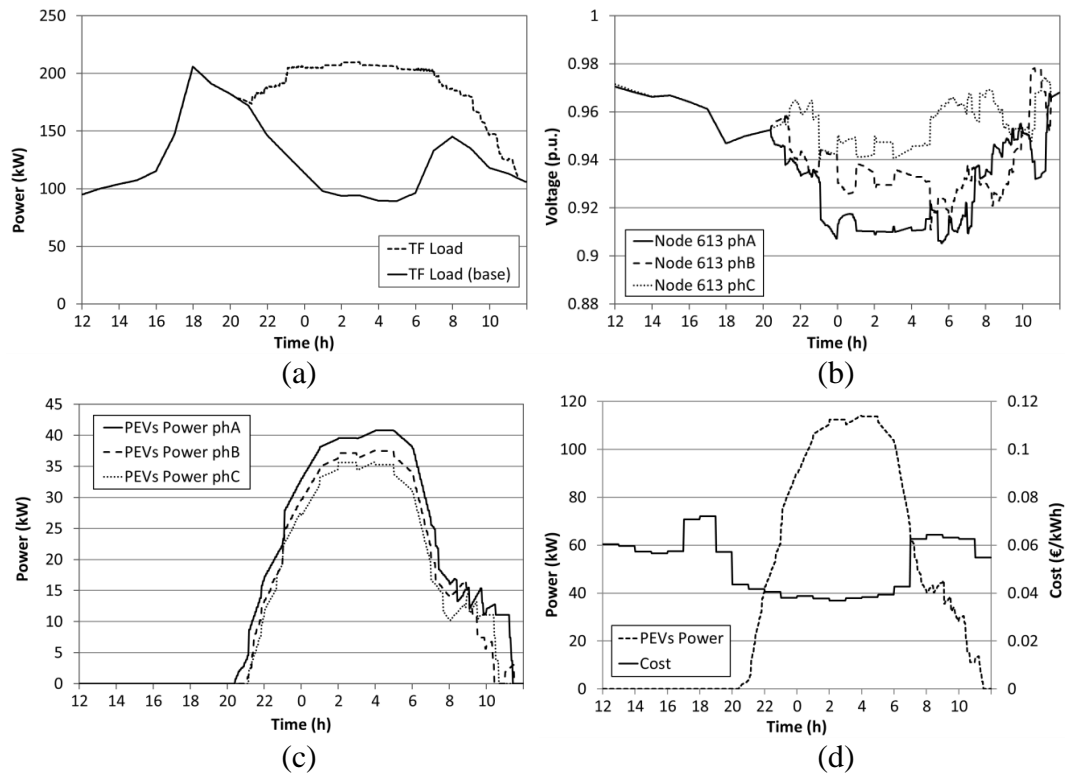 250
200
150
100
50
0
Power (kW)
TF Load
TF Load (base)
12 14 16 18 20 22 0 2 4 6 8 10
Time (h)
(a)
1
0.98
0.96
0.94
0.92
0.9
0.88
Voltage (p.u.)
Node 613 phA
Node 613 phB
Node 613 phC
12 14 16 18 20 22 0 2 4 6 8 10
Time (h)
(b)
45
40
35
30
25
20
15
10
5
0
Power (kW)
PEVs Power phA
PEVs Power phB
PEVs Power phC
12 14 16 18 20 22 0 2 4 6 8 10
Time (h)
(c)
120
100
80
60
40
20
0
Power (kW)
PEVs Power
Cost
0.12
0.1
0.08
0.06
0.04
0.02
0
Cost (€/kWh)
12 14 16 18 20 22 0 2 4 6 8 10 12
Time (h)
(d)